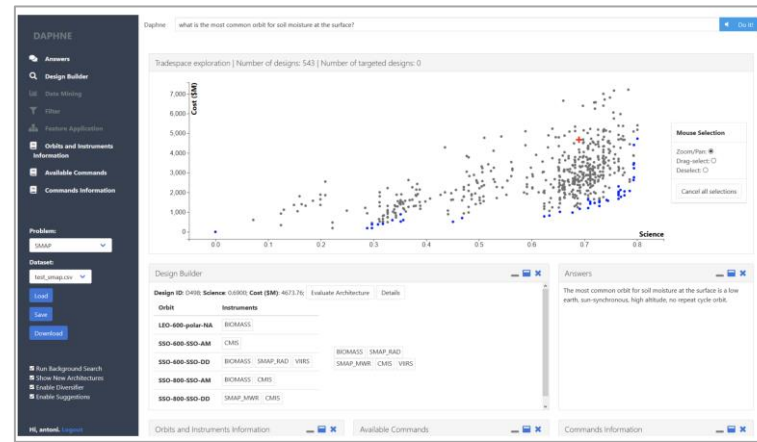 Daphne what is the most common orbit for soil moisture at the surface? Do it!
DAPHNE
Answers
Design Builder
Data Mining
Filter
Feature Application
Orbits and Instruments
Information
Available Commands
Commands Information
Problem:
SMAP
Dataset:
test_smap.csv
Load
Save
Download
Run Background Search
Show New Architectures
Enable Diversifier
Enable Suggestions
Hi, antoni. Logout
Tradespace exploration | Number of designs: 543 | Number of targeted designs: 0
Cost ($M)
7,000
6,000
5,000
4,000
3,000
2,000
1,000
0
0.0 0.1 0.2 0.3 0.4 0.5 0.6 0.7 0.8
Science
Mouse Selection
Zoom/Pan:
Drag-select:
Deselect:
Cancel all selections
Design Builder
Design ID: D498; Science: 0.6900; Cost ($M): 4673.76; Evaluate Architecture Details
Orbit Instruments
LEO-600-polar-NA BIOMASS
SSO-600-SSO-AM CMIS
SSO-600-SSO-DD BIOMASS SMAP_RAD VIIRS
SSO-800-SSO-AM BIOMASS CMIS
SSO-800-SSO-DD SMAP_MWR CMIS
BIOMASS SMAP_RAD
SMAP_MWR CMIS VIIRS
Answers
The most common orbit for soil moisture at the surface is a low
earth, sun-synchronous, high altitude, no repeat cycle orbit.
Orbits and Instruments Information
Available Commands
Commands Information